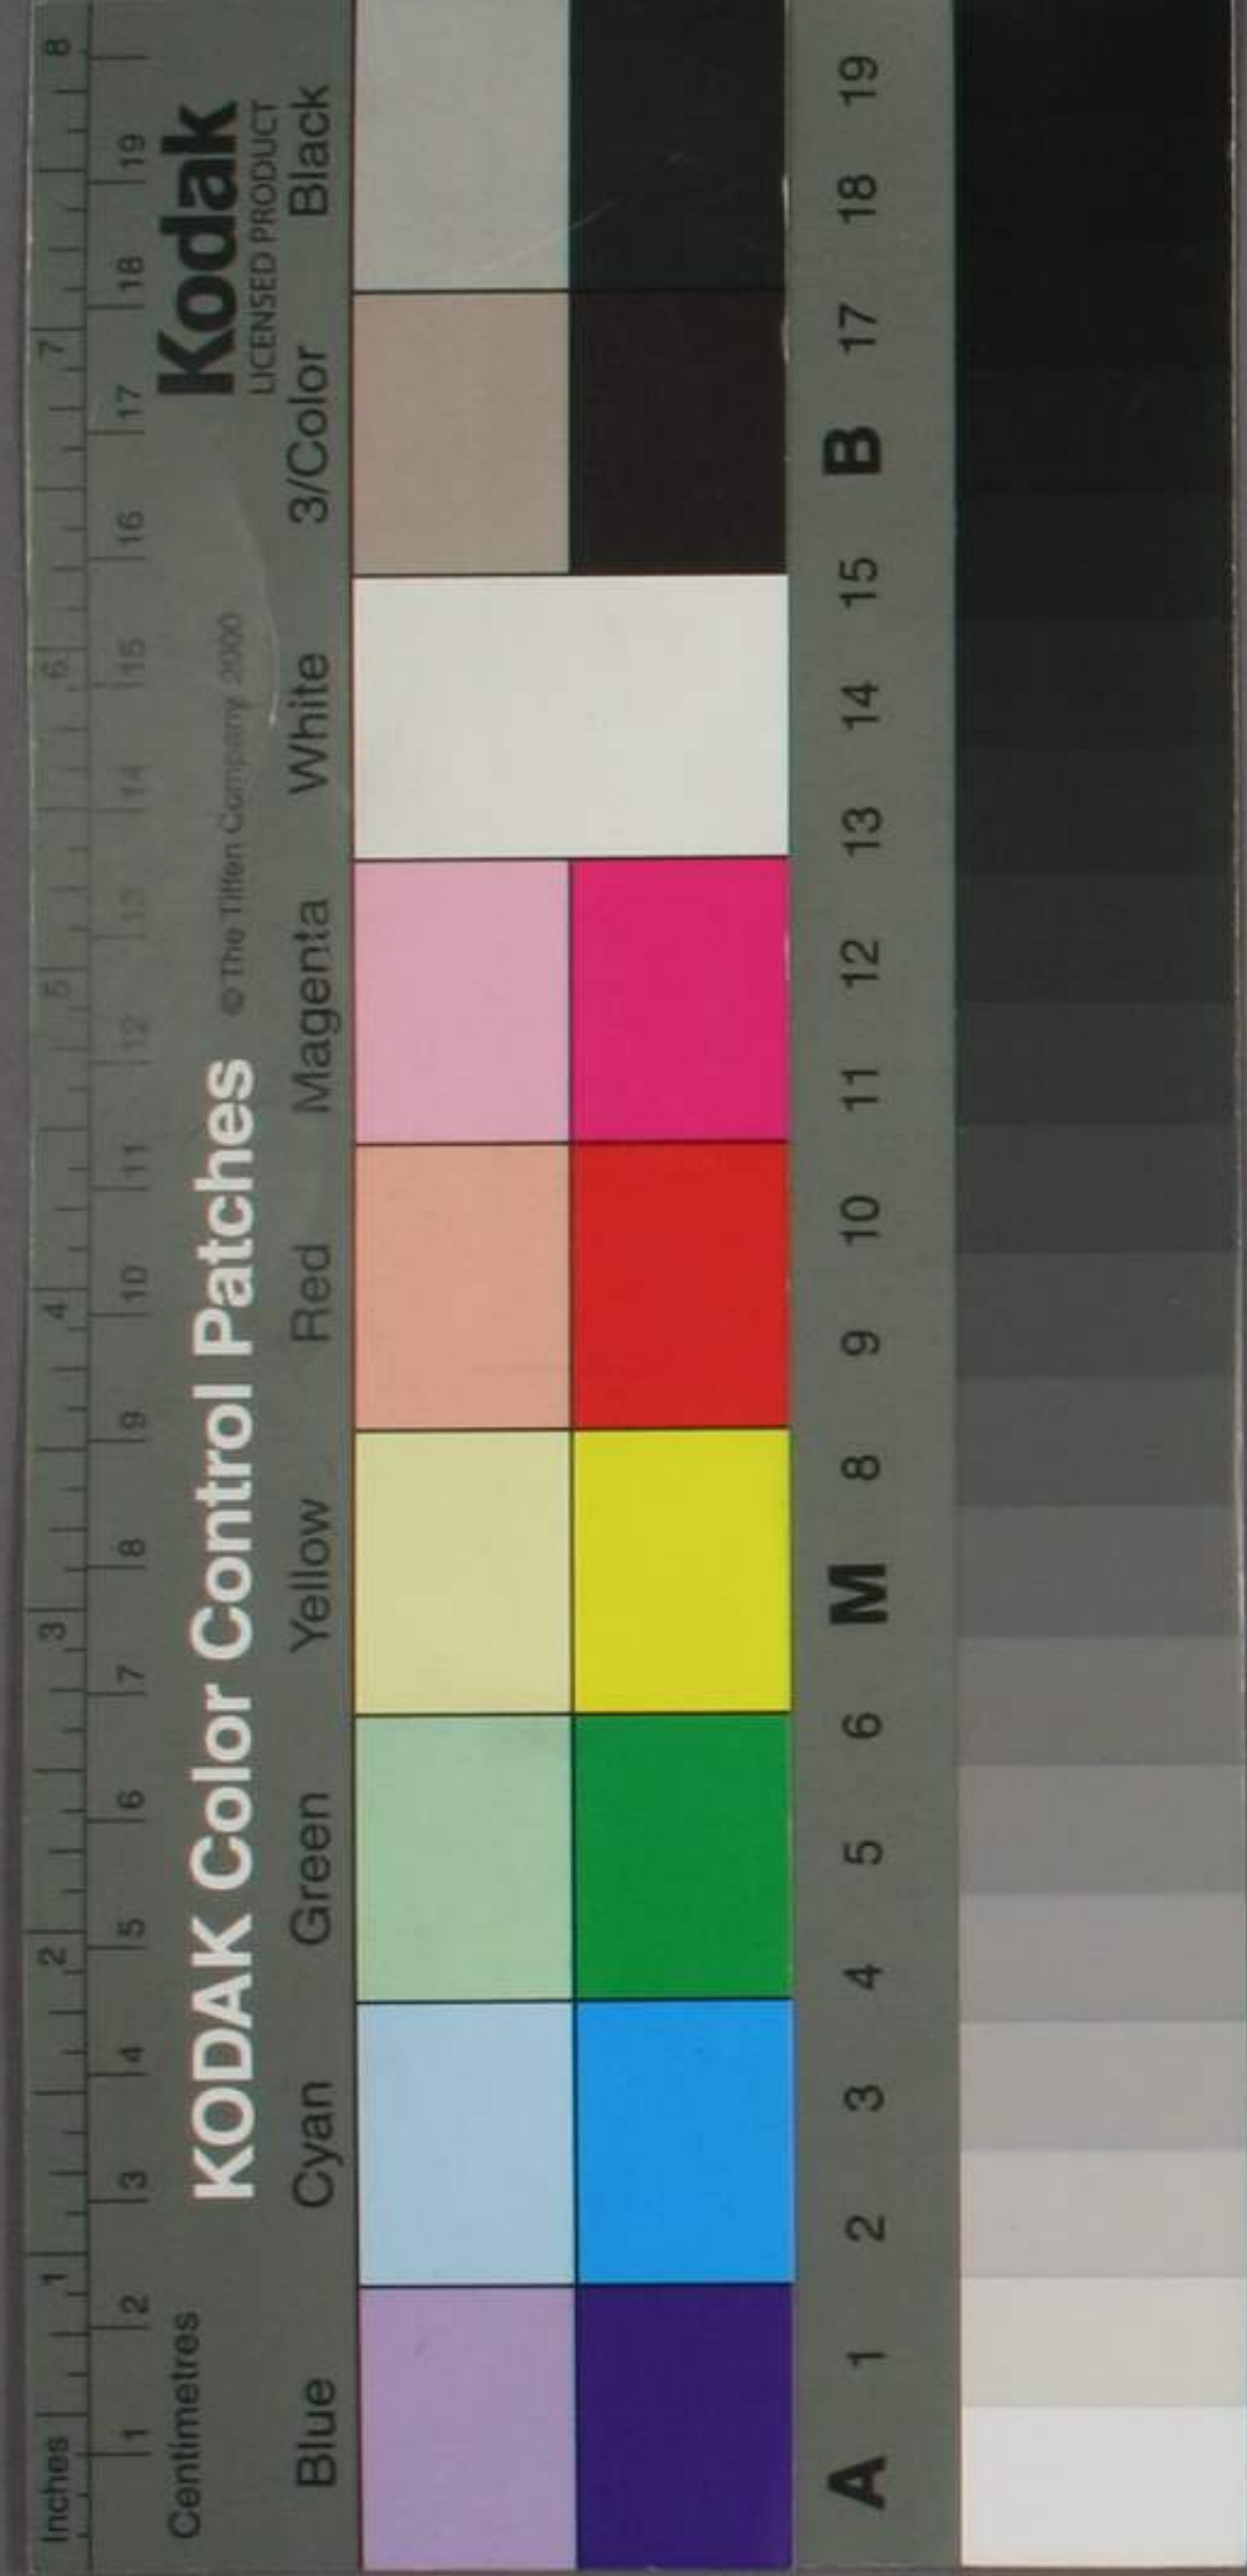 Inches 1 2 3 4 5 6 7 8
1 2 3 4 5 6 7 8 9 10 11 12 13 14 15 16 17 18 19
Centimetres
KODAK Color Control Patches
© The Tiffen Company 2000
Kodak
LICENSED PRODUCT
Blue Cyan Green Yellow Red Magenta White 3/Color Black
A 1 2 3 4 5 6 M 8 9 10 11 12 13 14 15 B 17 18 19